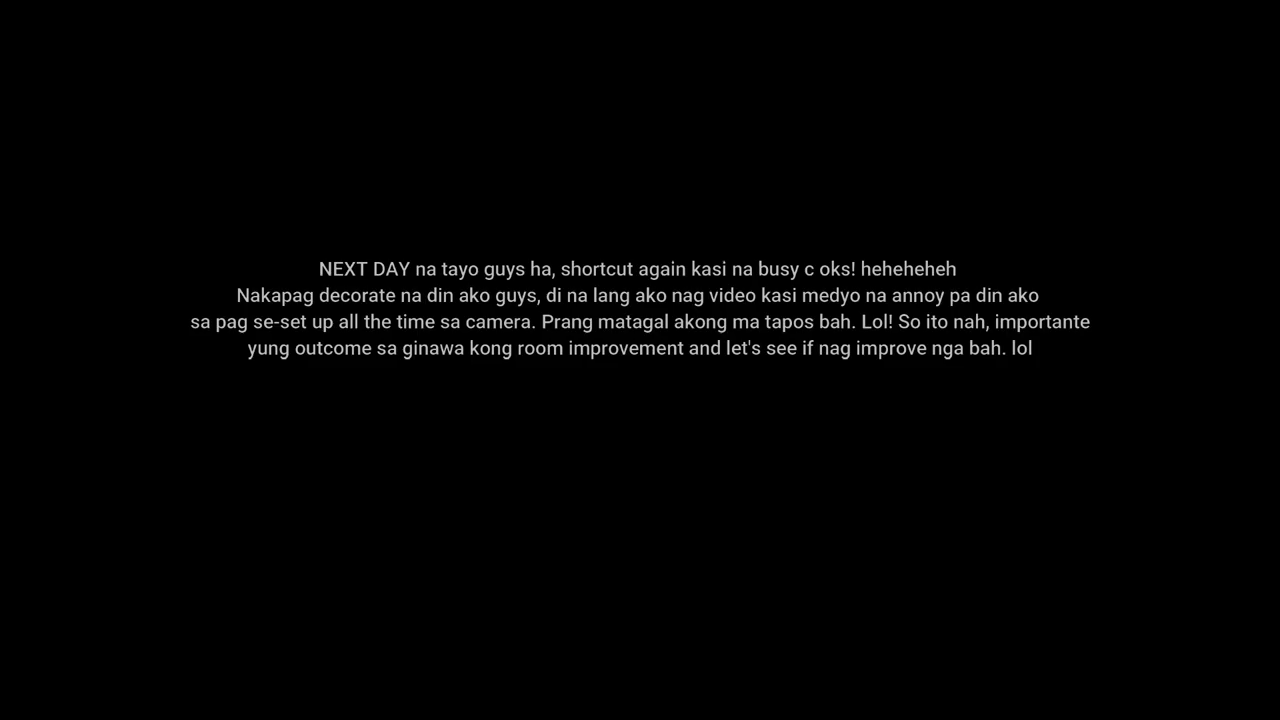 NEXT DAY na tayo guys ha, shortcut again kasi na busy c oks! heheheheh
Nakapag decorate na din ako guys, di na lang ako nag video kasi medyo na annoy pa din ako
sa pag se-set up all the time sa camera. Prang matagal akong ma tapos bah. Lol! So ito nah, importante
yung outcome sa ginawa kong room improvement and let's see if nag improve nga bah. lol